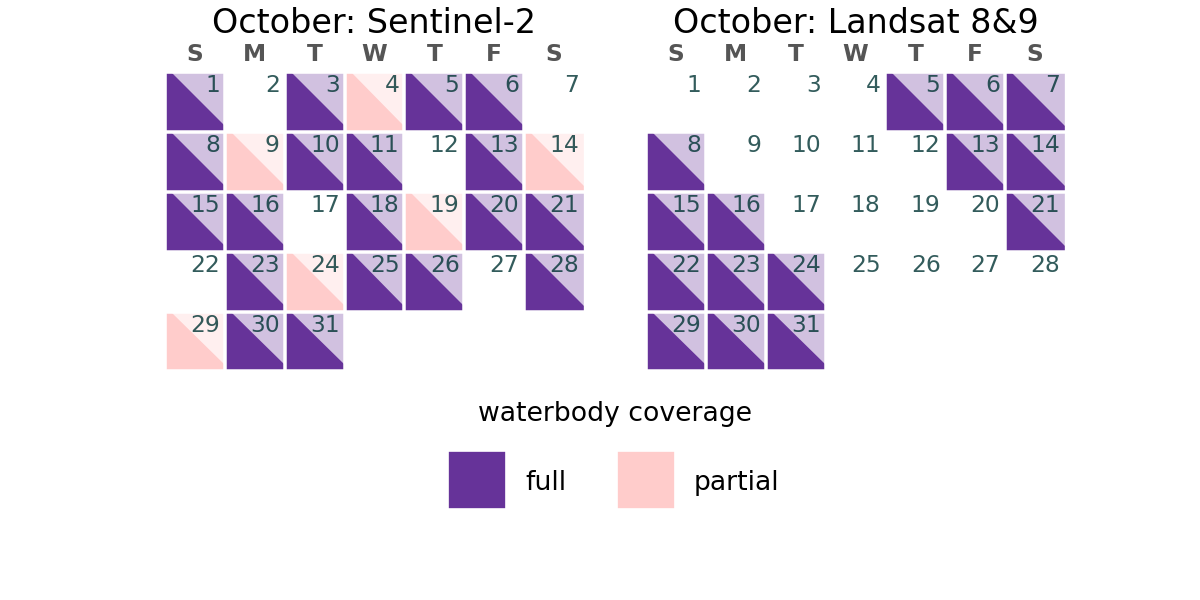 October: Sentinel-2
S M T W T F S
1 2 3 4 5 6 7
8 9 10 11 12 13 14
15 16 17 18 19 20 21
22 23 24 25 26 27 28
29 30 31
October: Landsat 8&9
S M T W T F S
1 2 3 4 5 6 7
8 9 10 11 12 13 14
15 16 17 18 19 20 21
22 23 24 25 26 27 28
29 30 31
waterbody coverage
full
partial